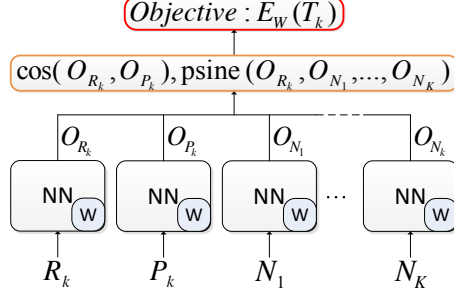 Objective : E_W(T_k)
cos(O_{R_k}, O_{P_k}), psine(O_{R_k}, O_{N_1},..., O_{N_K})
O_{R_k} O_{P_k} O_{N_1} O_{N_k}
NN W NN W NN W ... NN W
R_k P_k N_1 N_K